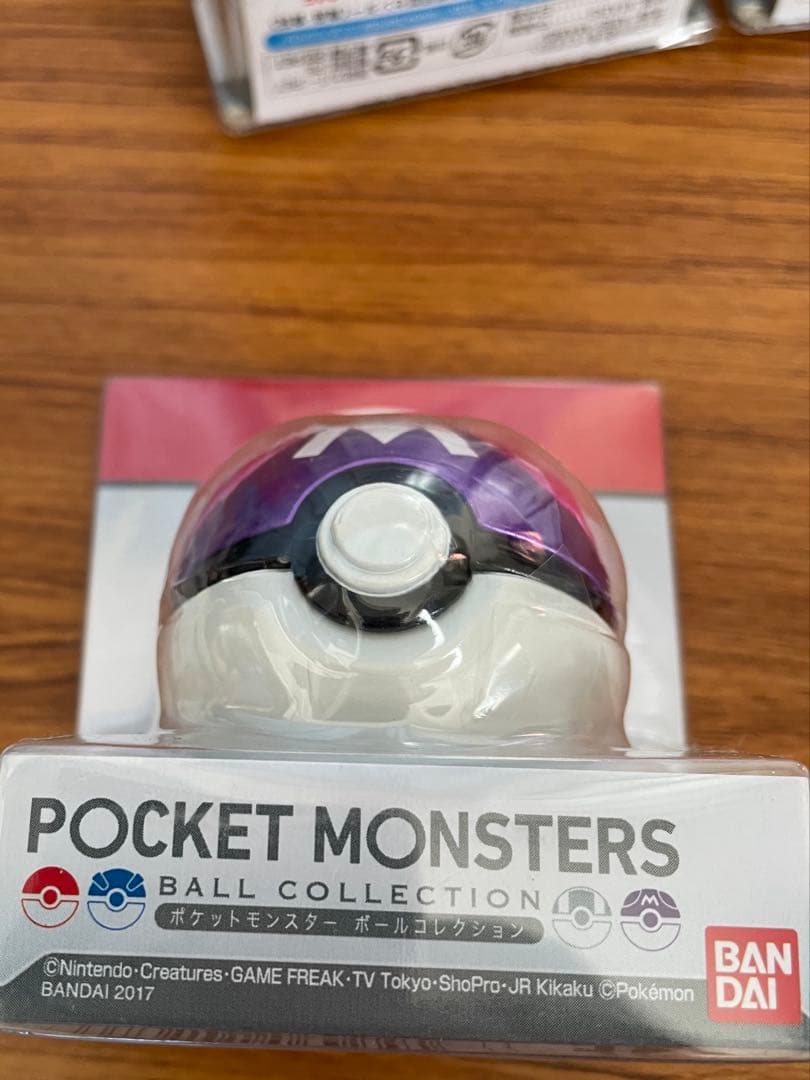 M
POCKET MONSTERS
BALL COLLECTION
ポケットモンスター ボールコレクション
©Nintendo・Creatures・GAME FREAK・TV Tokyo・ShoPro・JR Kikaku ©Pokémon
BANDAI 2017
BAN
DAI